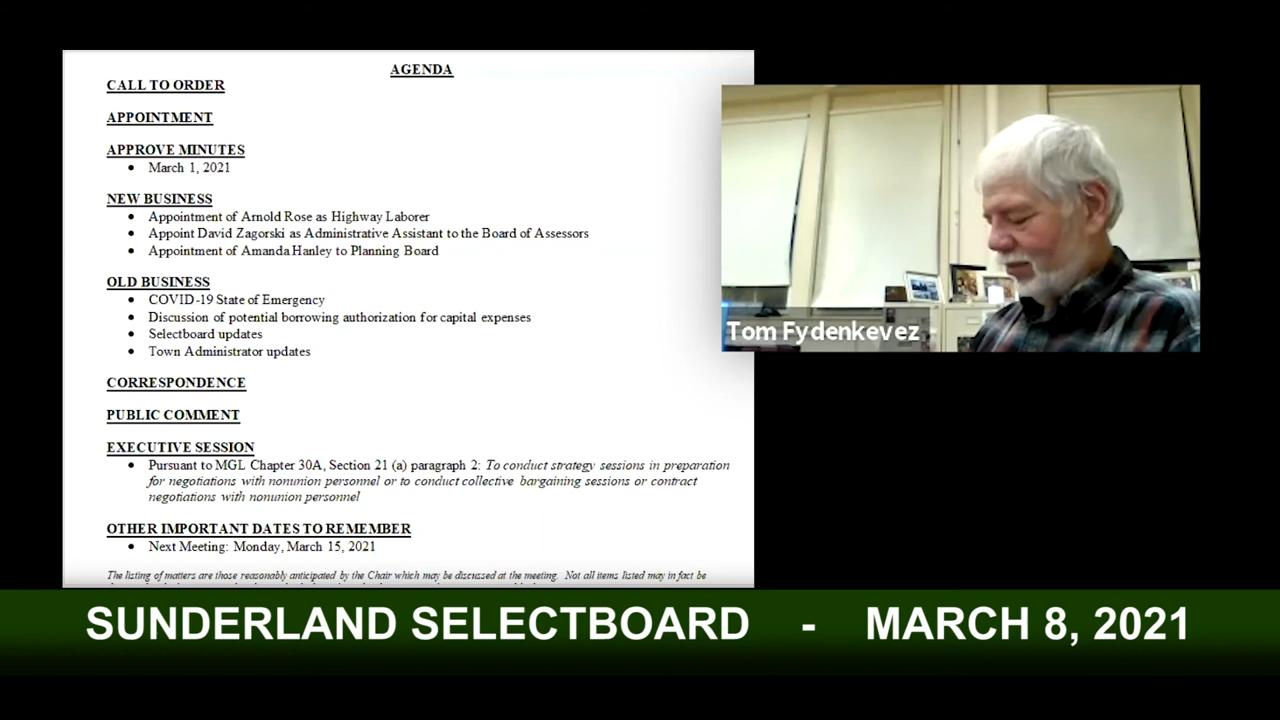 AGENDA
CALL TO ORDER
APPOINTMENT
APPROVE MINUTES
• March 1, 2021
NEW BUSINESS
• Appointment of Arnold Rose as Highway Laborer
• Appoint David Zagorski as Administrative Assistant to the Board of Assessors
• Appointment of Amanda Hanley to Planning Board
OLD BUSINESS
• COVID-19 State of Emergency
• Discussion of potential borrowing authorization for capital expenses
• Selectboard updates
• Town Administrator updates
CORRESPONDENCE
PUBLIC COMMENT
EXECUTIVE SESSION
• Pursuant to MGL Chapter 30A, Section 21 (a) paragraph 2: To conduct strategy sessions in preparation
for negotiations with nonunion personnel or to conduct collective bargaining sessions or contract
negotiations with nonunion personnel
OTHER IMPORTANT DATES TO REMEMBER
• Next Meeting: Monday, March 15, 2021
The listing of matters are those reasonably anticipated by the Chair which may be discussed at the meeting. Not all items listed may in fact be
Tom Fydenkevez
SUNDERLAND SELECTBOARD - MARCH 8, 2021